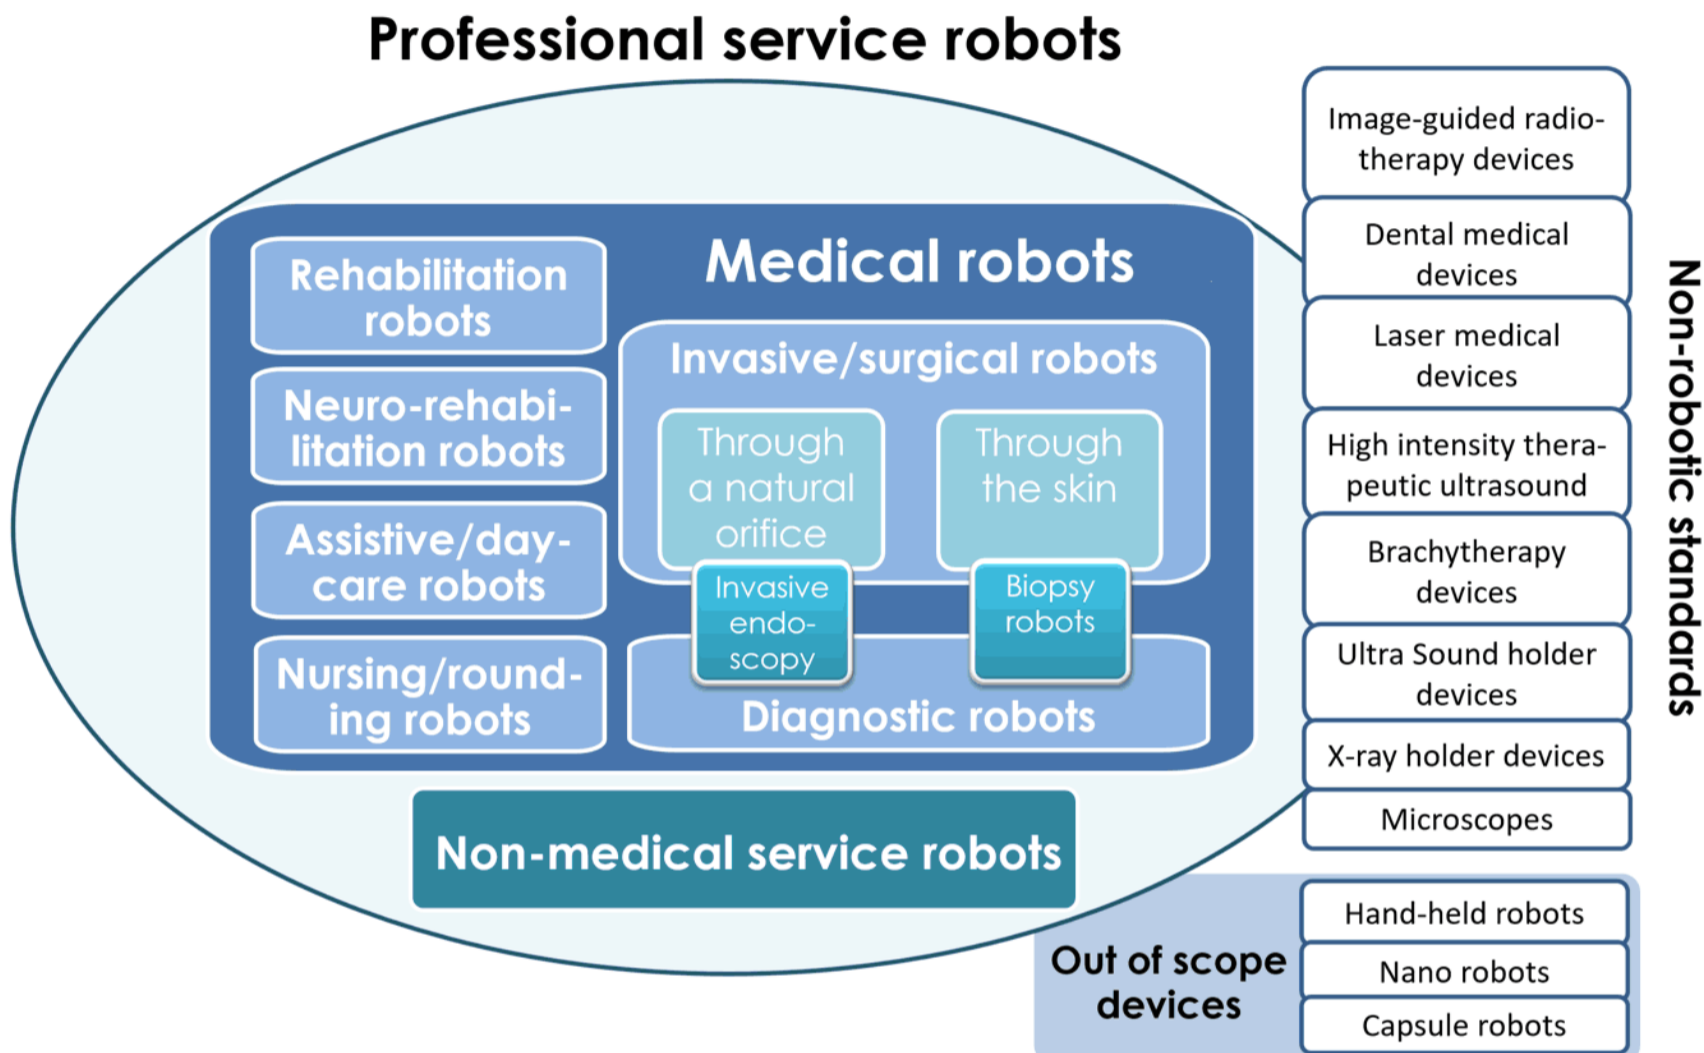 Professional service robots
Medical robots
Rehabilitation
robots
Neuro-rehabi-
litation robots
Assistive/day-
care robots
Nursing/round-
ing robots
Invasive/surgical robots
Through
a natural
orifice
Through
the skin
Invasive
endo-
scopy
Biopsy
robots
Diagnostic robots
Non-medical service robots
Image-guided radio-
therapy devices
Dental medical
devices
Laser medical
devices
High intensity thera-
peutic ultrasound
Brachytherapy
devices
Ultra Sound holder
devices
X-ray holder devices
Microscopes
Non-robotic standards
Out of scope
devices
Hand-held robots
Nano robots
Capsule robots